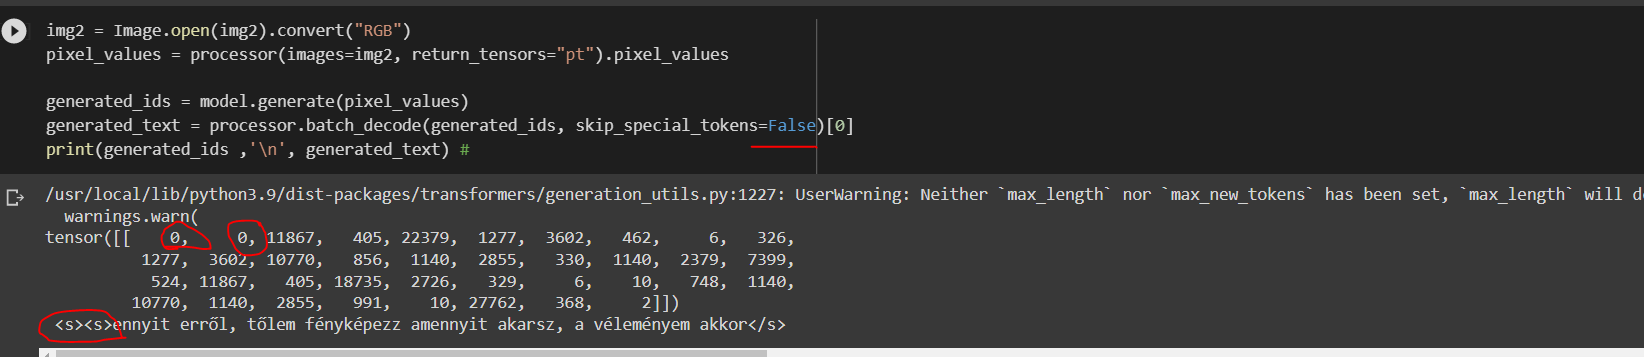 img2 = Image.open(img2).convert("RGB")
pixel_values = processor(images=img2, return_tensors="pt").pixel_values
generated_ids = model.generate(pixel_values)
generated_text = processor.batch_decode(generated_ids, skip_special_tokens=False)[0]
print(generated_ids ,'\n', generated_text) #
/usr/local/lib/python3.9/dist-packages/transformers/generation_utils.py:1227: UserWarning: Neither `max_length` nor `max_new_tokens` has been set, `max_length` will d
warnings.warn(
tensor([[ 0, 0, 11867, 405, 22379, 1277, 3602, 462, 6, 326,
1277, 3602, 10770, 856, 1140, 2855, 330, 1140, 2379, 7399,
524, 11867, 405, 18735, 2726, 329, 6, 10, 748, 1140,
10770, 1140, 2855, 991, 10, 27762, 368, 2]])
<s><s>ennyit erről, tőlem fényképezz amennyit akarsz, a véleményem akkor</s>